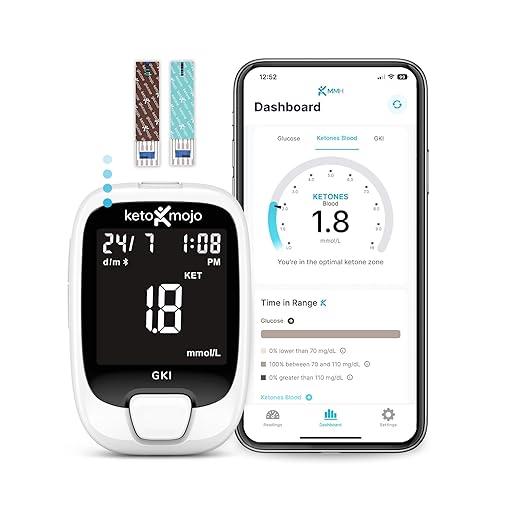 keto mojo
24/ 7 1:08
d/m PM
KET
1.8
mmol/L
GKI
12:52
MMH
Dashboard
Glucose Ketones Blood GKI
KETONES
Blood
1.8
mmol/L
LO
HI
You're in the optimal ketone zone
Time in Range
Glucose
0% lower than 70 mg/dL
100% between 70 and 110 mg/dL
0% greater than 110 mg/dL
Ketones Blood
Readings Dashboard Settings